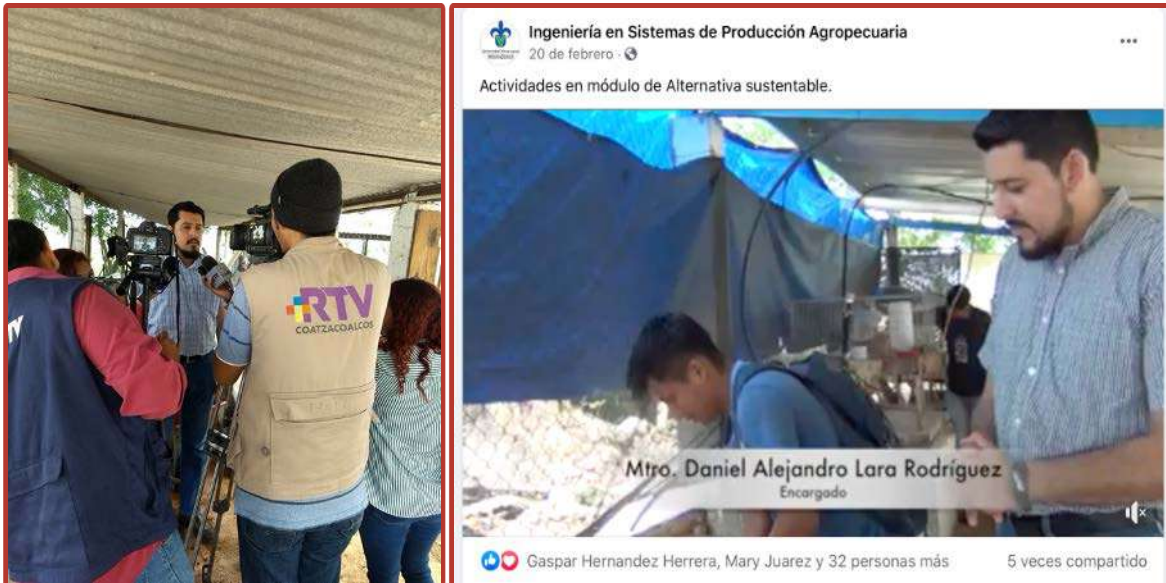 TV
RTV
COATZACOALCOS
Ingeniería en Sistemas de Producción Agropecuaria
20 de febrero
Actividades en módulo de Alternativa sustentable.
Mtro. Daniel Alejandro Lara Rodríguez
Encargado
Gaspar Hernandez Herrera, Mary Juarez y 32 personas más
5 veces compartido